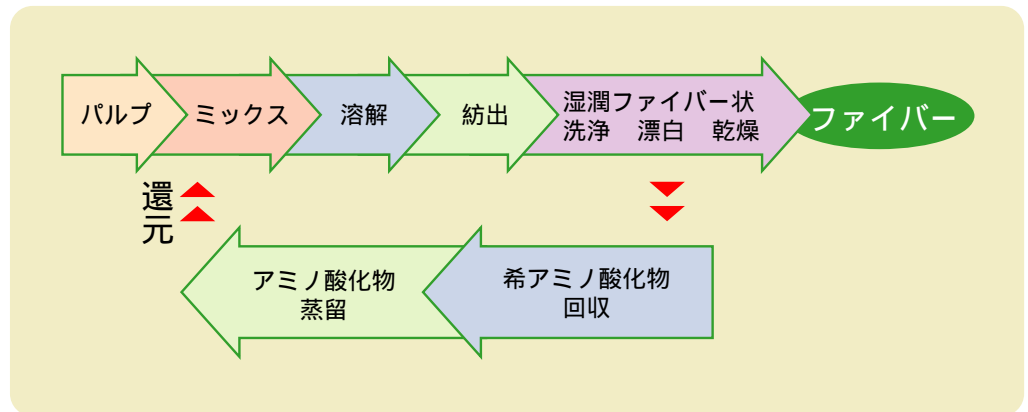 パルプ
ミックス
溶解
紡出
湿潤ファイバー状
洗浄 漂白 乾燥
ファイバー
還元
アミノ酸化物
蒸留
希アミノ酸化物
回収